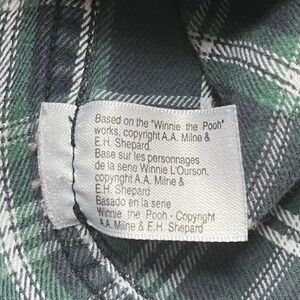 Based on the "Winnie the Pooh"
works, copyright A.A. Milne &
E.H. Shepard.
Base sur les personnages
de la serie Winnie L'Ourson,
copyright A.A. Milne &
E.H. Shepard
Basado en la serie
Winnie the Pooh - Copyright
A.A. Milne & E.H. Shepard